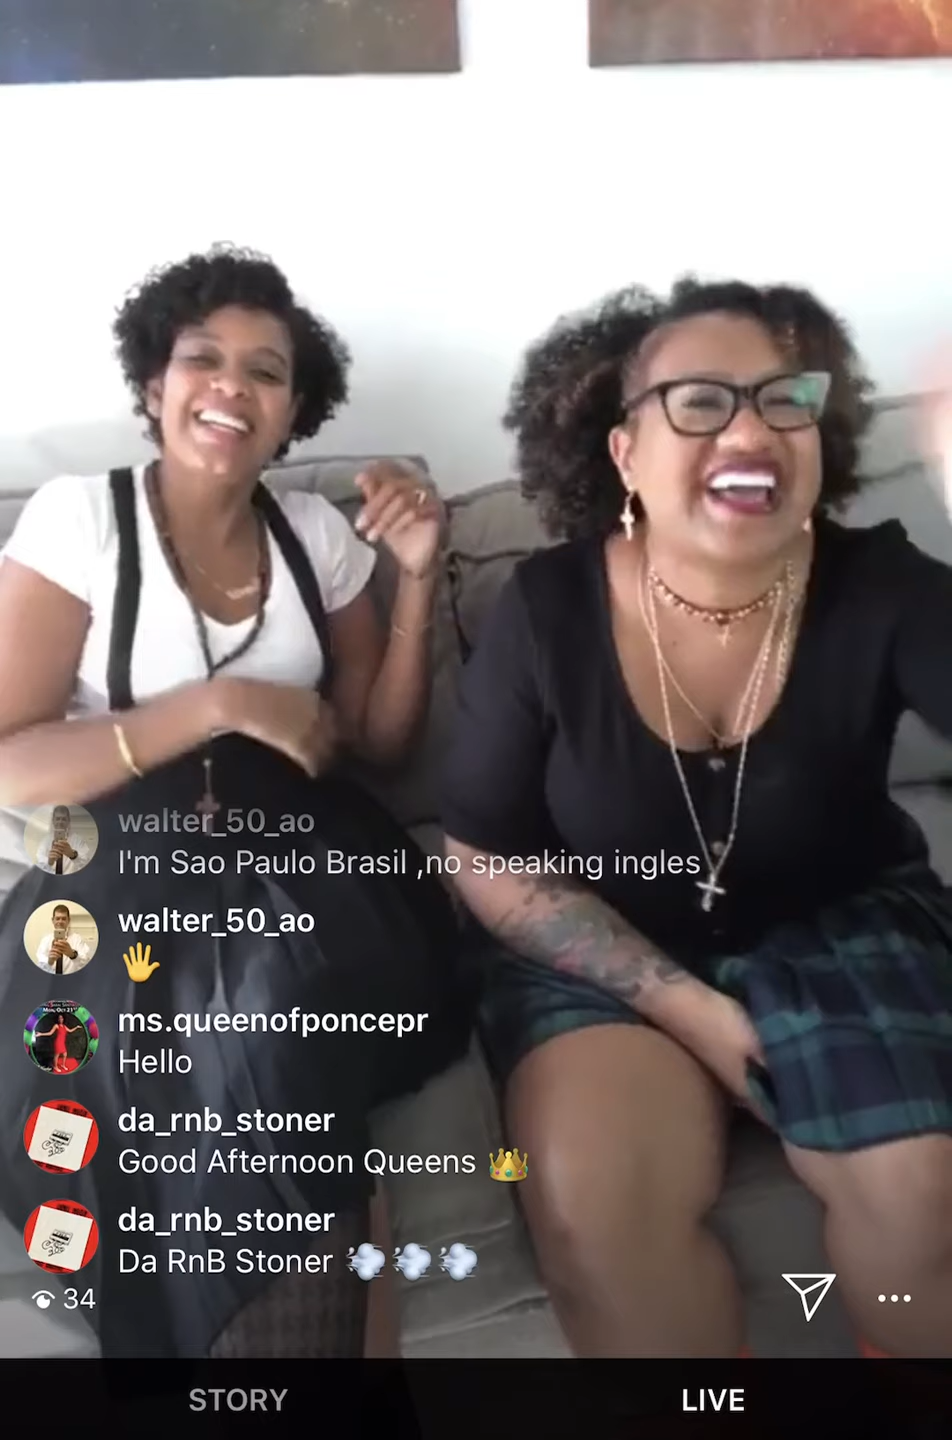 walter_50_ao
I'm Sao Paulo Brasil ,no speaking ingles
walter_50_ao
🖐
ms.queenofponcepr
Hello
da_rnb_stoner
Good Afternoon Queens 👑
da_rnb_stoner
Da RnB Stoner 💨💨💨
34
STORY
LIVE